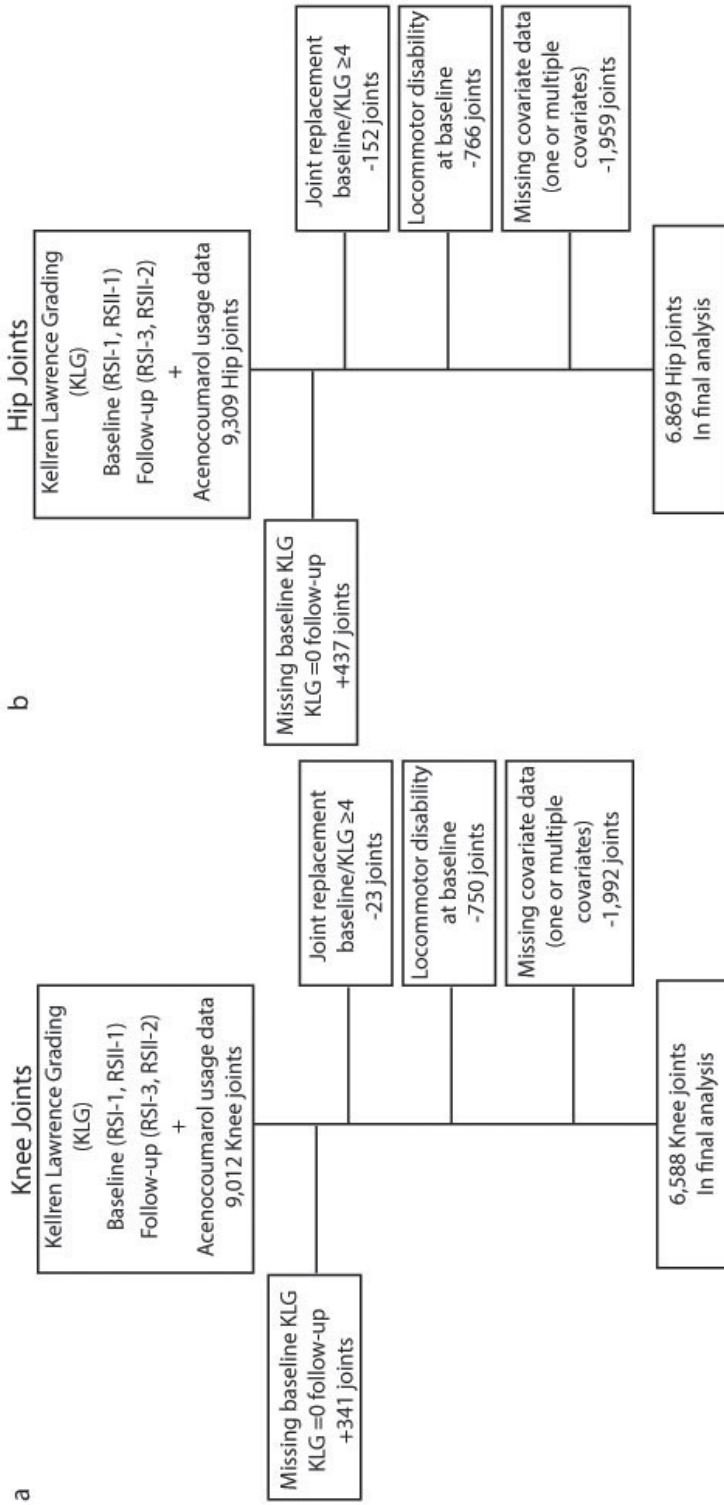 a
Knee Joints
Kellren Lawrence Grading
(KLG)
Baseline (RSI-1, RSII-1)
Follow-up (RSI-3, RSII-2)
+
Acenocoumarol usage data
9,012 Knee joints
Missing baseline KLG
KLG =0 follow-up
+341 joints
Joint replacement
baseline/KLG ≥4
-23 joints
Locommotor disability
at baseline
-750 joints
Missing covariate data
(one or multiple
covariates)
-1,992 joints
6,588 Knee joints
In final analysis
b
Hip Joints
Kellren Lawrence Grading
(KLG)
Baseline (RSI-1, RSII-1)
Follow-up (RSI-3, RSII-2)
+
Acenocoumarol usage data
9,309 Hip joints
Missing baseline KLG
KLG =0 follow-up
+437 joints
Joint replacement
baseline/KLG ≥4
-152 joints
Locommotor disability
at baseline
-766 joints
Missing covariate data
(one or multiple
covariates)
-1,959 joints
6.869 Hip joints
In final analysis